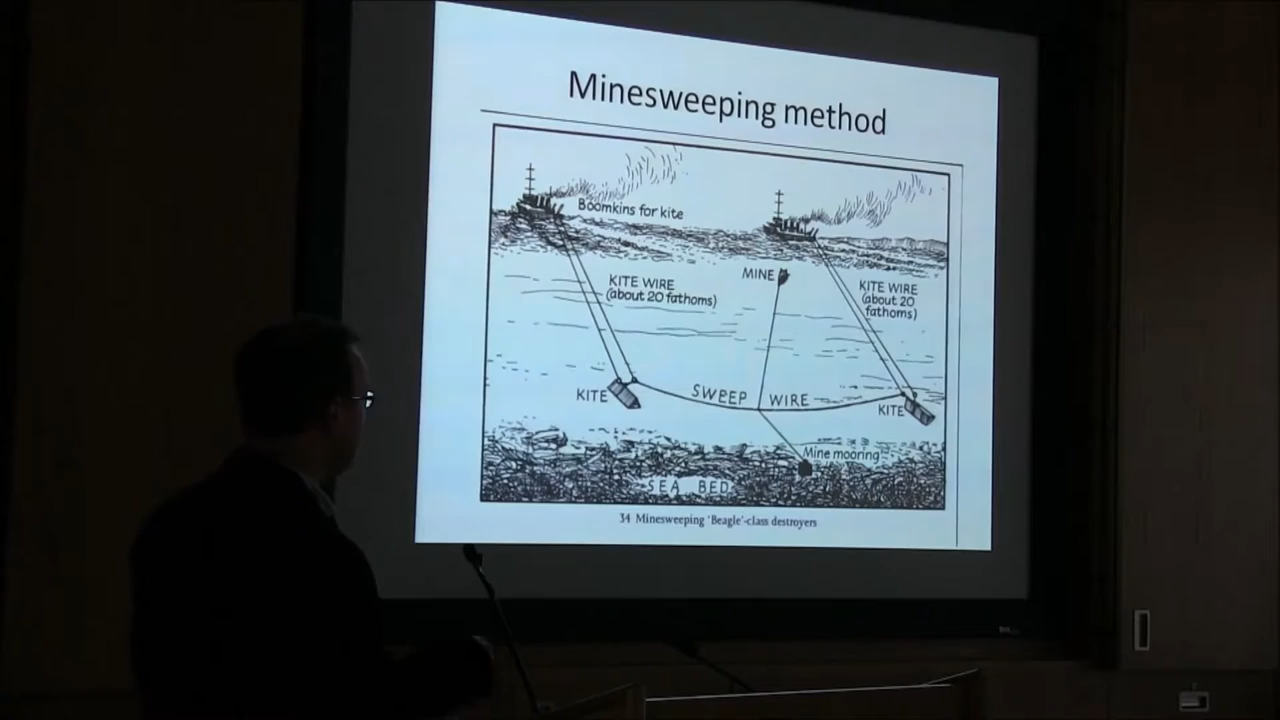 Minesweeping method
Boomkins for kite
MINE
KITE WIRE
(about 20 fathoms)
KITE WIRE
(about 20
fathoms)
KITE
SWEEP WIRE
KITE
Mine mooring
SEA BED
34 Minesweeping 'Beagle'-class destroyers